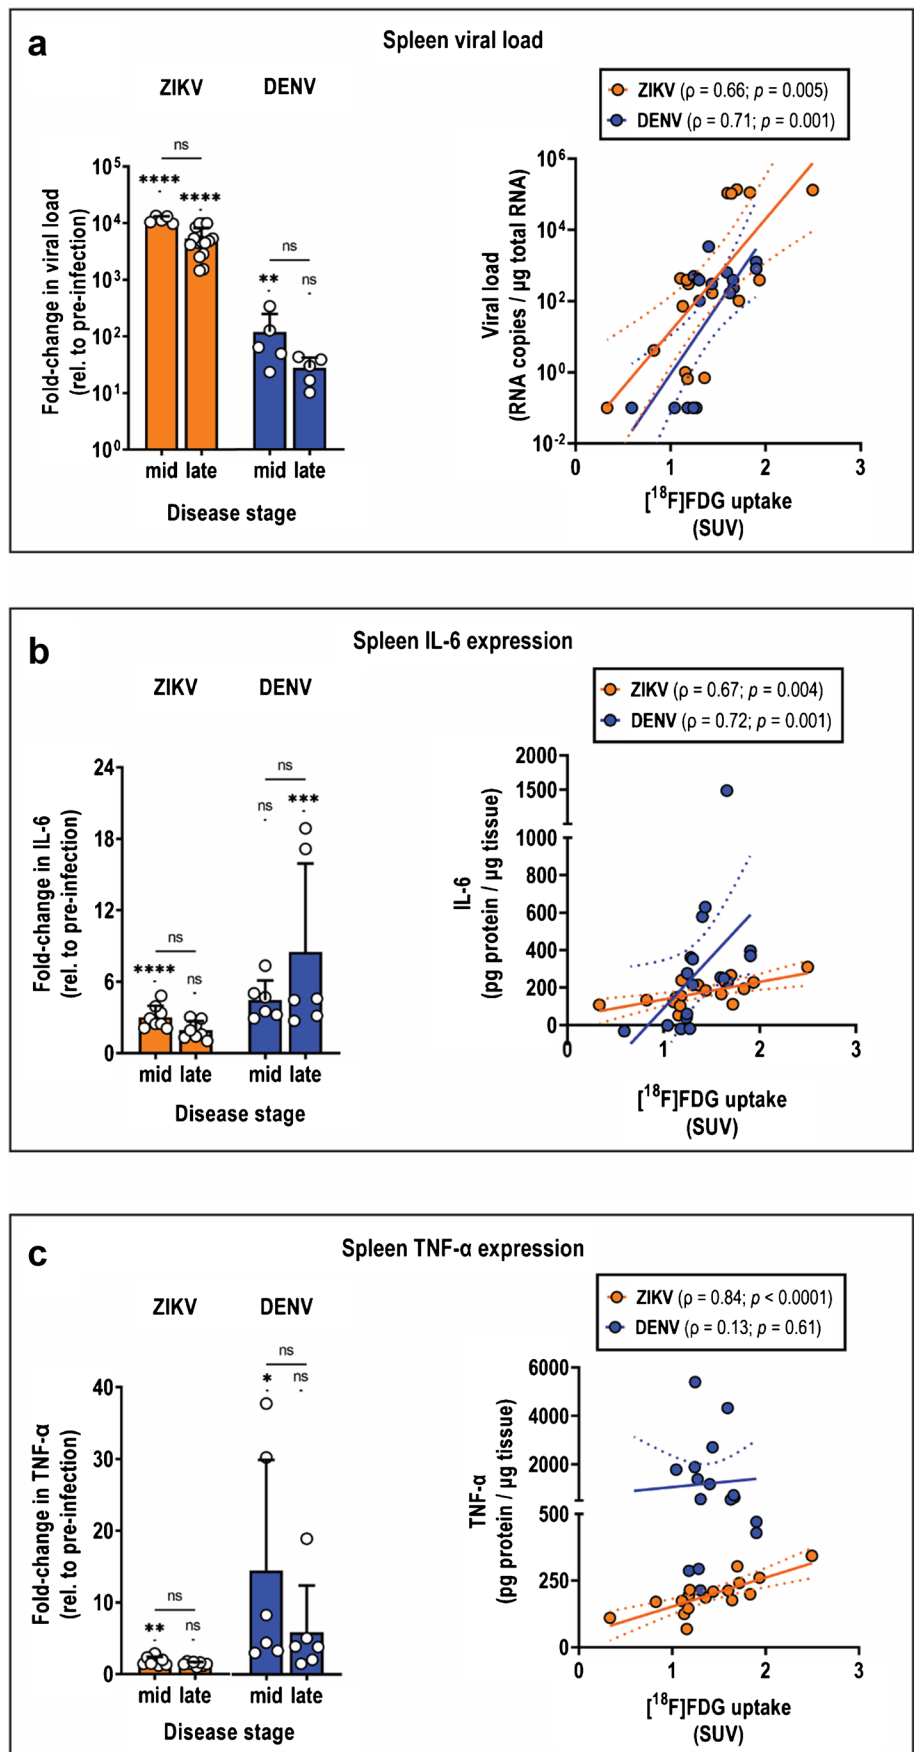 a
Spleen viral load
ZIKV DENV
ZIKV (ρ = 0.66; p = 0.005)
DENV (ρ = 0.71; p = 0.001)
Fold-change in viral load
(rel. to pre-infection)
10⁵
10⁴
10³
10²
10¹
10⁰
ns
****
****
ns
**
ns
mid late mid late
Disease stage
Viral load
(RNA copies / µg total RNA)
10⁶
10⁴
10²
10⁰
10⁻²
0 1 2 3
[¹⁸F]FDG uptake
(SUV)
b
Spleen IL-6 expression
ZIKV DENV
ZIKV (ρ = 0.67; p = 0.004)
DENV (ρ = 0.72; p = 0.001)
Fold-change in IL-6
(rel. to pre-infection)
24
18
12
6
0
ns
****
ns
ns
ns
***
mid late mid late
Disease stage
IL-6
(pg protein / µg tissue)
2000
1500
1000
800
600
400
200
0
0 1 2 3
[¹⁸F]FDG uptake
(SUV)
c
Spleen TNF-α expression
ZIKV DENV
ZIKV (ρ = 0.84; p < 0.0001)
DENV (ρ = 0.13; p = 0.61)
Fold-change in TNF-α
(rel. to pre-infection)
40
30
20
10
0
ns
**
ns
ns
*
ns
mid late mid late
Disease stage
TNF-α
(pg protein / µg tissue)
6000
4000
2000
500
250
0
0 1 2 3
[¹⁸F]FDG uptake
(SUV)